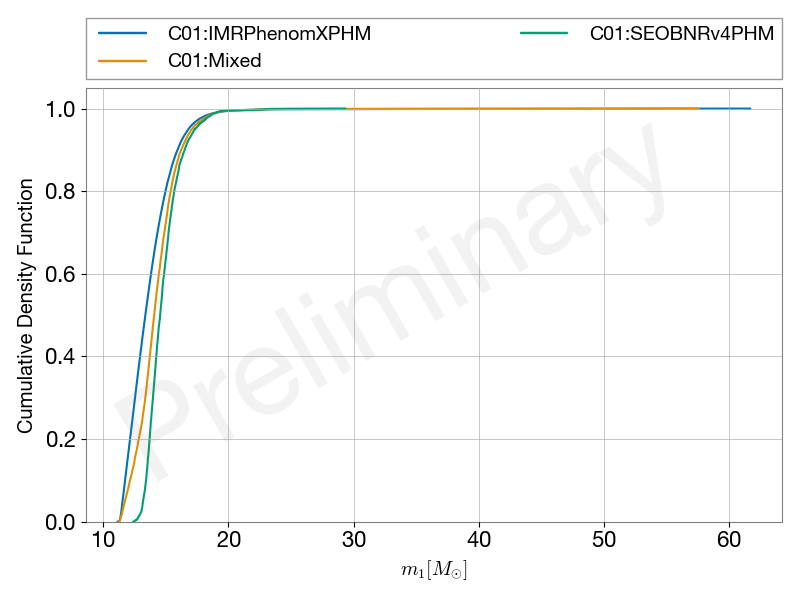 C01:IMRPhenomXPHM
C01:SEOBNRv4PHM
C01:Mixed
Preliminary
Cumulative Density Function
1.0
0.8
0.6
0.4
0.2
0.0
10 20 30 40 50 60
m₁[M☉]